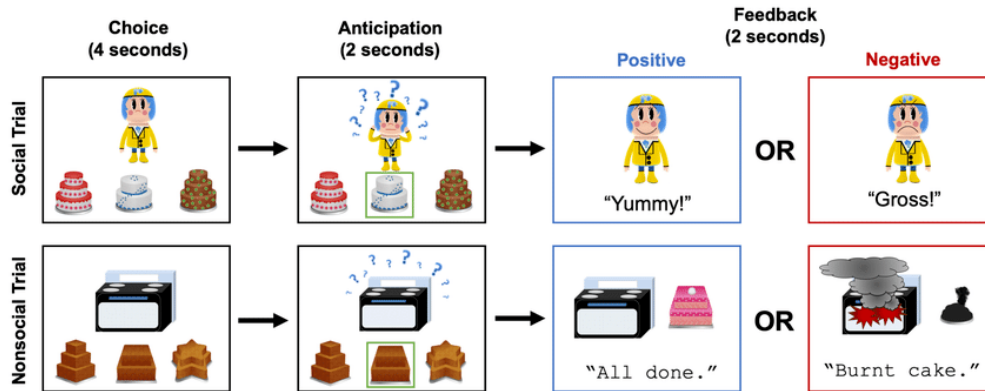 Choice
(4 seconds)
Anticipation
(2 seconds)
Feedback
(2 seconds)
Positive
Negative
Social Trial
? ? ? ? ? ? ? ?
OR
“Yummy!”
“Gross!”
Nonsocial Trial
? ? ? ? ? ? ? ?
OR
“All done.”
“Burnt cake.”